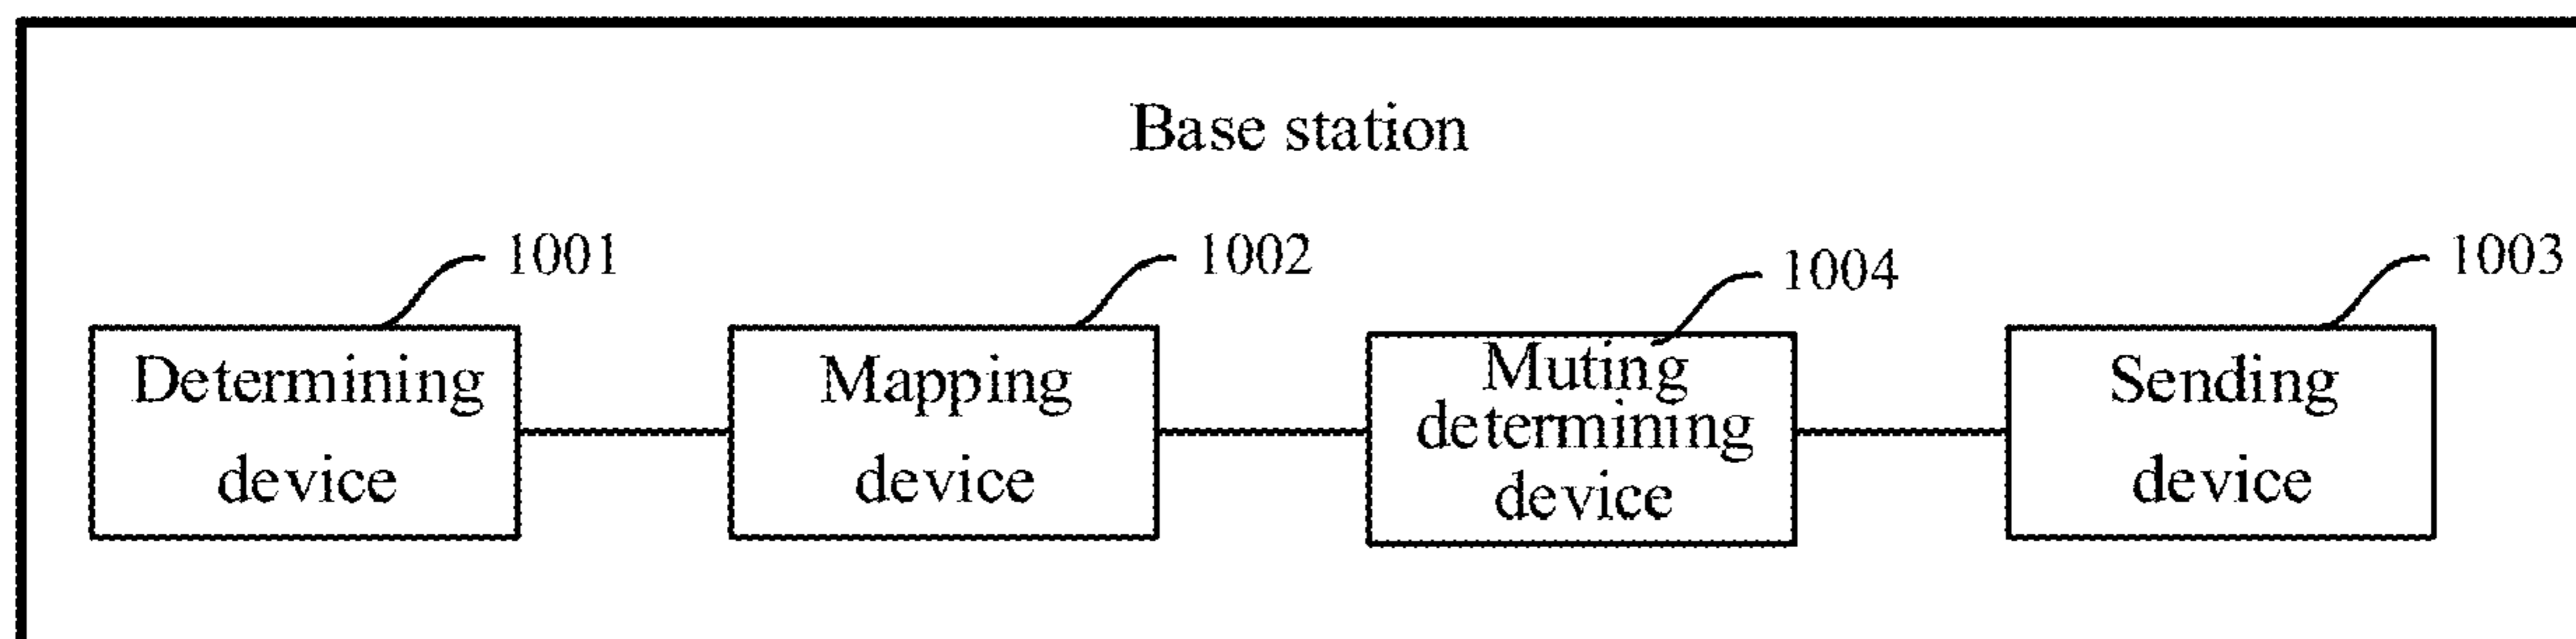 Base station
1001
1002
1004
1003
Determining
device
Mapping
device
Muting
determining
device
Sending
device